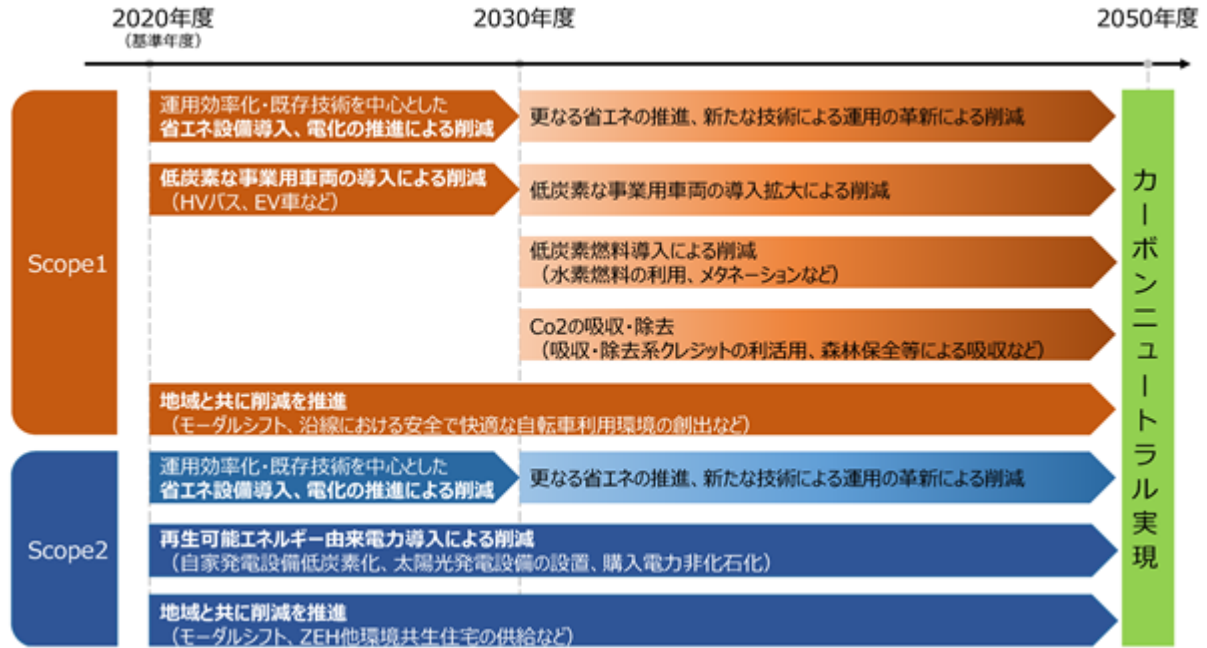 2020年度
(基準年度)
2030年度
2050年度
Scope1
運用効率化・既存技術を中心とした
省エネ設備導入、電化の推進による削減
更なる省エネの推進、新たな技術による運用の革新による削減
低炭素な事業用車両の導入による削減
（HVバス、EV車など）
低炭素な事業用車両の導入拡大による削減
低炭素燃料導入による削減
（水素燃料の利用、メタネーションなど）
Co2の吸収・除去
（吸収・除去系クレジットの利活用、森林保全等による吸収など）
地域と共に削減を推進
（モーダルシフト、沿線における安全で快適な自転車利用環境の創出など）
Scope2
運用効率化・既存技術を中心とした
省エネ設備導入、電化の推進による削減
更なる省エネの推進、新たな技術による運用の革新による削減
再生可能エネルギー由来電力導入による削減
（自家発電設備低炭素化、太陽光発電設備の設置、購入電力非化石化）
地域と共に削減を推進
（モーダルシフト、ZEH他環境共生住宅の供給など）
カーボンニュートラル実現